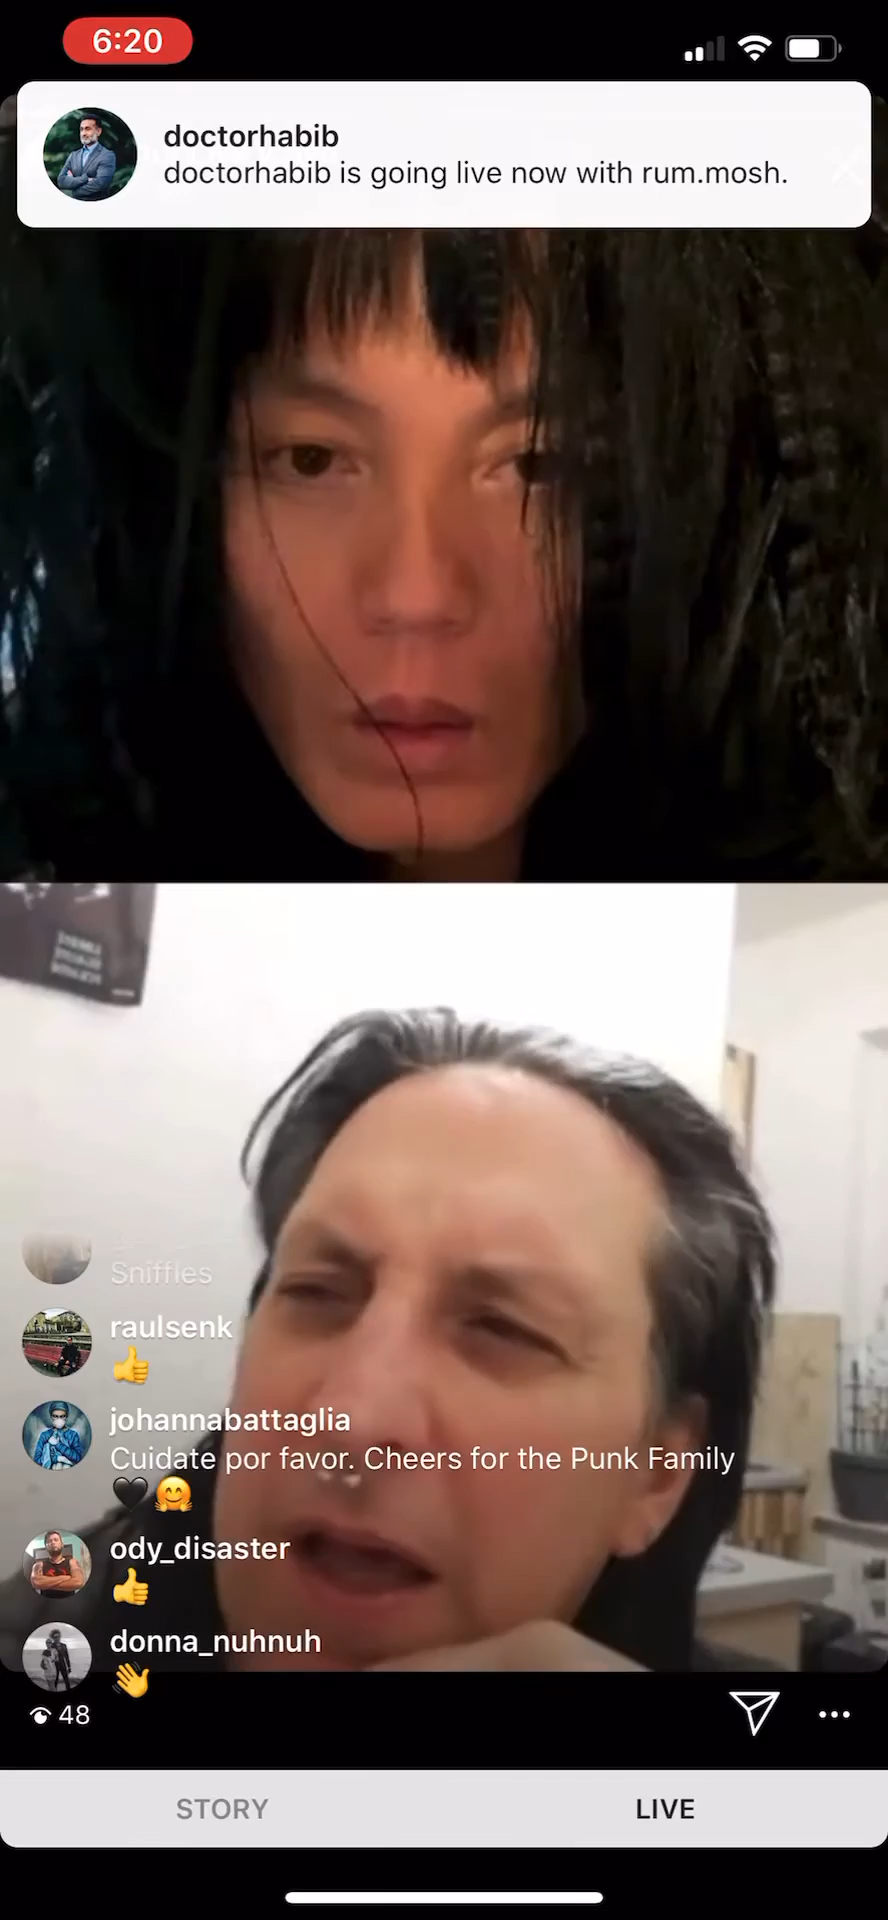 6:20
doctorhabib
doctorhabib is going live now with rum.mosh.
Sniffles
raulsenk
👍
johannabattaglia
Cuidate por favor. Cheers for the Punk Family
🖤🤗
ody_disaster
👍
donna_nuhnuh
👋
48
STORY
LIVE